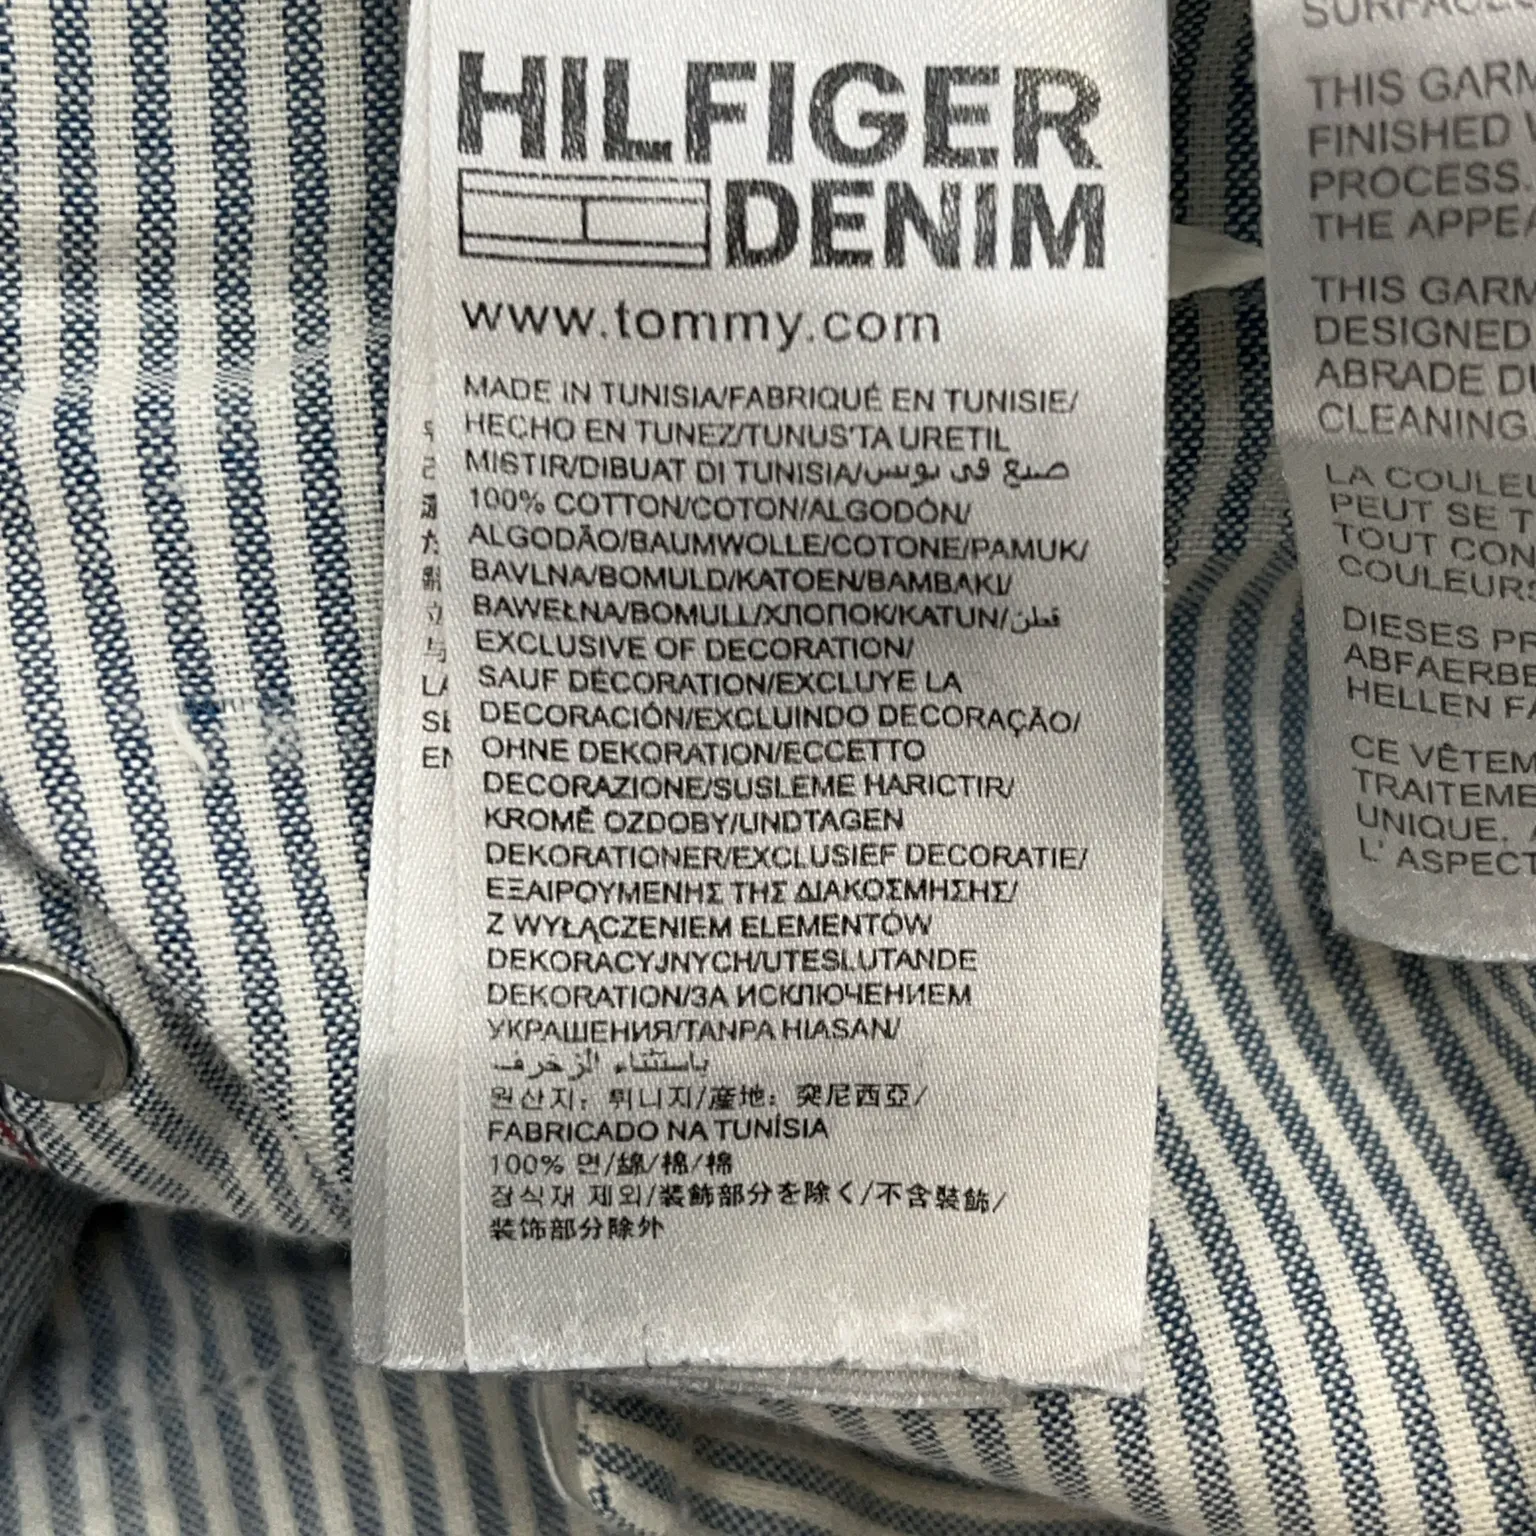 HILFIGER
DENIM
www.tommy.com
MADE IN TUNISIA/FABRIQUÉ EN TUNISIE/
HECHO EN TUNEZ/TUNUS'TA URETIL
MISTIR/DIBUAT DI TUNISIA/صنع في تونس
100% COTTON/COTON/ALGODÓN/
ALGODÃO/BAUMWOLLE/COTONE/PAMUK/
BAVLNA/BOMULD/KATOEN/BAMBAKI/
BAWEŁNA/BOMULL/ХЛОПОК/KATUN/قطن
EXCLUSIVE OF DECORATION/
SAUF DÉCORATION/EXCLUYE LA
DECORACIÓN/EXCLUINDO DECORAÇÃO/
OHNE DEKORATION/ECCETTO
DECORAZIONE/SUSLEME HARICTIR/
KROMĚ OZDOBY/UNDTAGEN
DEKORATIONER/EXCLUSIEF DECORATIE/
ΕΞΑΙΡΟΥΜΕΝΗΣ ΤΗΣ ΔΙΑΚΟΣΜΗΣΗΣ/
Z WYŁĄCZENIEM ELEMENTÓW
DEKORACYJNYCH/UTESLUTANDE
DEKORATION/ЗА ИСКЛЮЧЕНИЕМ
УКРАШЕНИЯ/TANPA HIASAN/
باستثناء الزخرف
원산지: 튀니지/産地: 突尼西亞/
FABRICADO NA TUNÍSIA
100% 면/綿/棉/棉
장식재 제외/装飾部分を除く/不含裝飾/
装饰部分除外
LA
SE
EN
THIS GARM
FINISHED
PROCESS.
THE APPEA
THIS GARM
DESIGNED
ABRADE DU
CLEANING.
LA COULEU
PEUT SE T
TOUT CON
COULEURS
DIESES PR
ABFAERBE
HELLEN FA
CE VÊTEM
TRAITEME
UNIQUE.
L' ASPECT